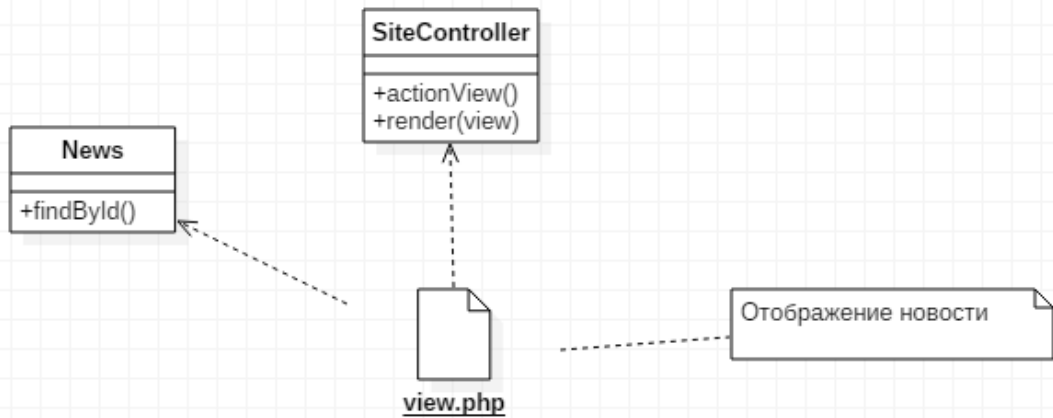 SiteController
+actionView()
+render(view)
News
+findById()
Отображение новости
view.php